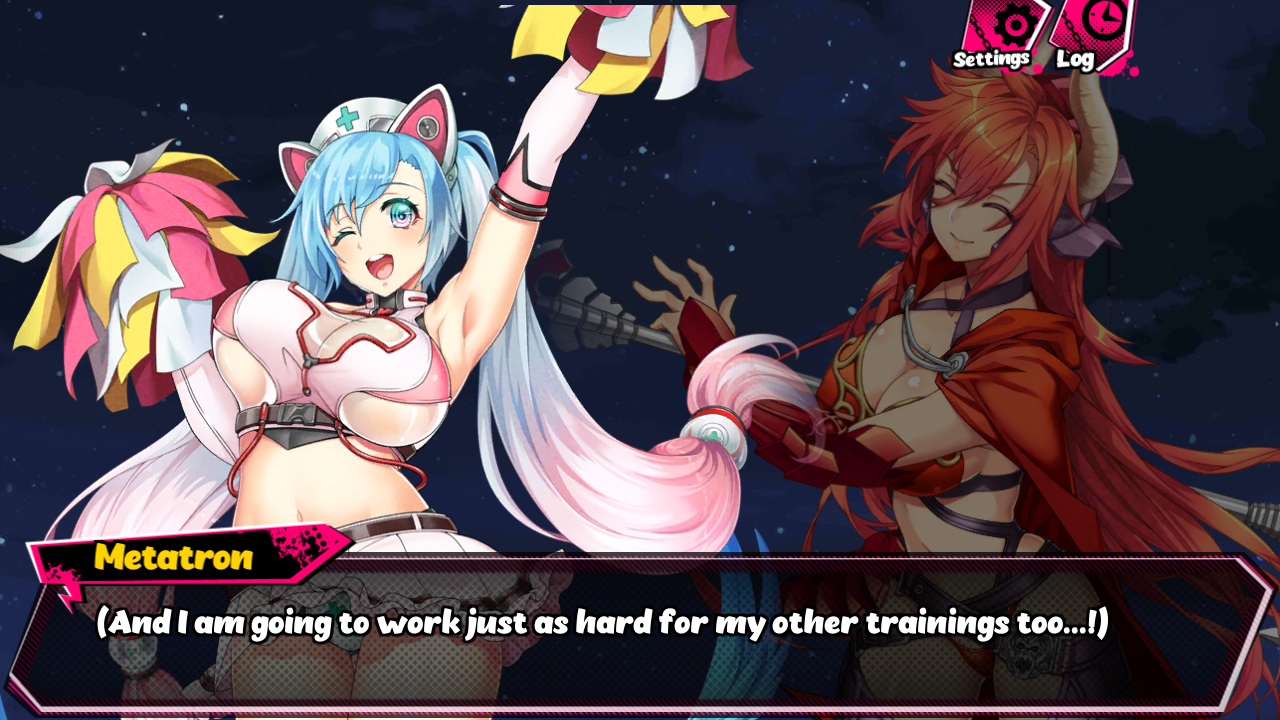 Settings
Log
Metatron
(And I am going to work just as hard for my other trainings too...!)